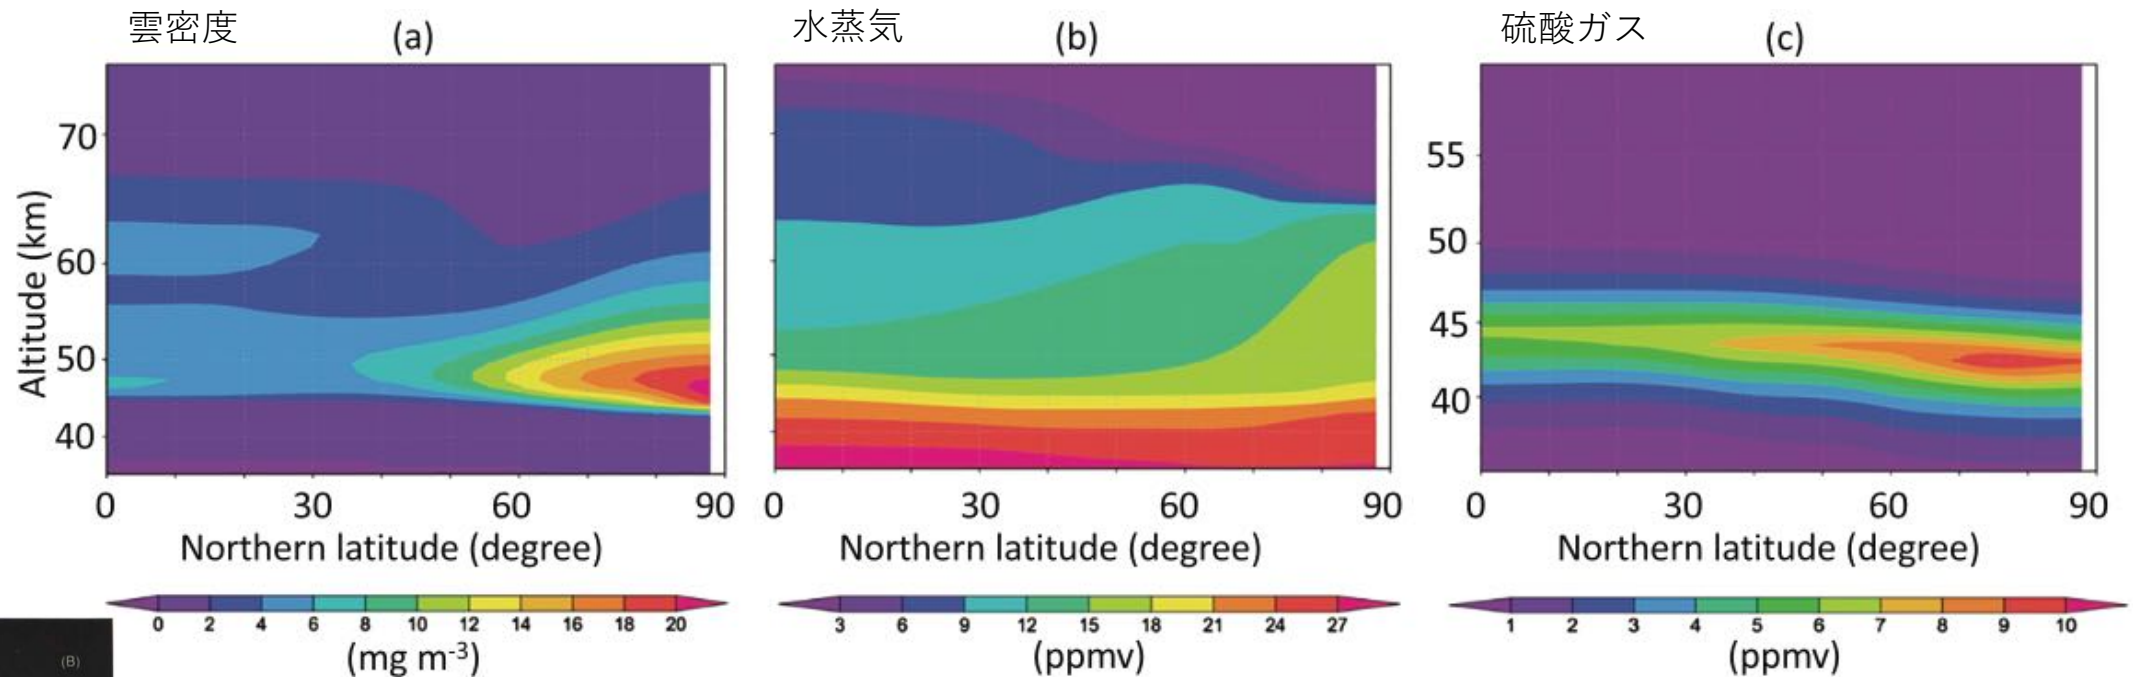 雲密度 (a)
70
60
50
40
Altitude (km)
0 30 60 90
Northern latitude (degree)
0 2 4 6 8 10 12 14 16 18 20
(mg m-3)
水蒸気 (b)
0 30 60 90
Northern latitude (degree)
3 6 9 12 15 18 21 24 27
(ppmv)
硫酸ガス (c)
55
50
45
40
0 30 60 90
Northern latitude (degree)
1 2 3 4 5 6 7 8 9 10
(ppmv)
(B)